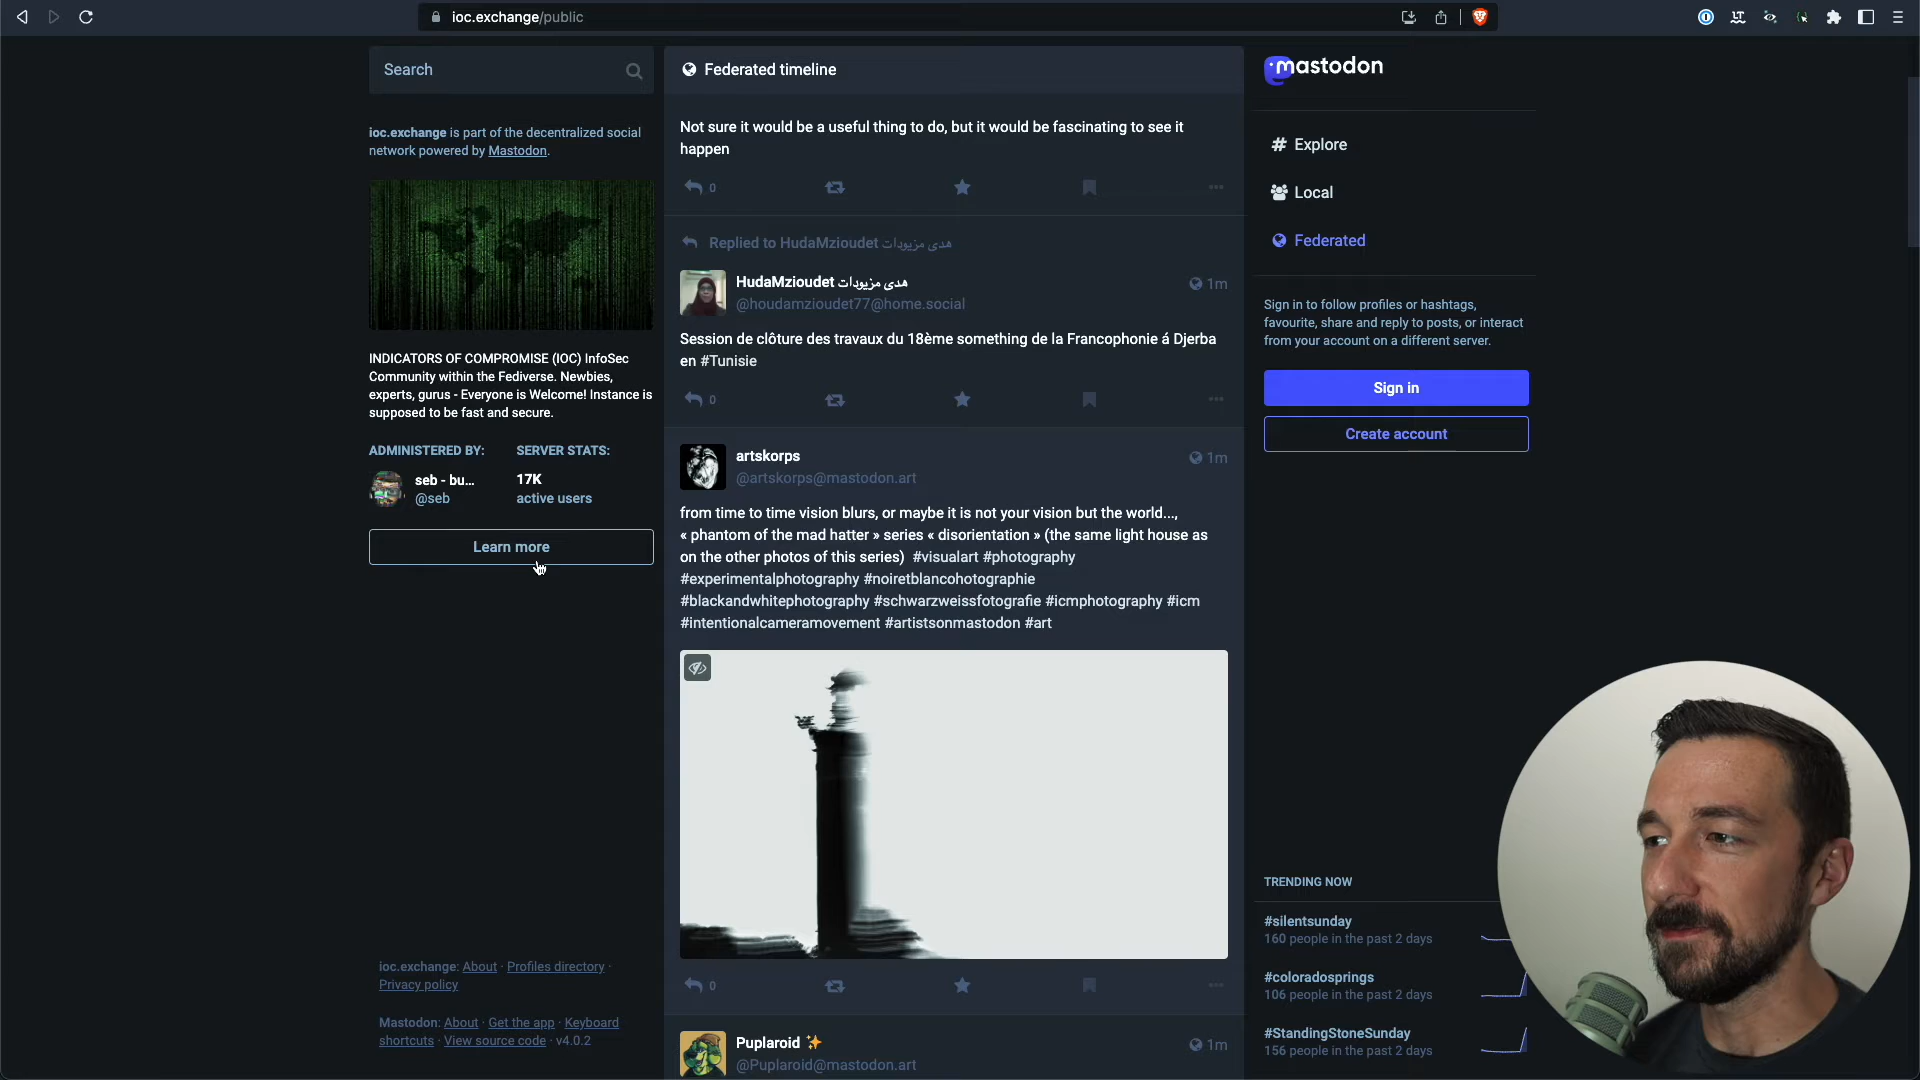 ioc.exchange/public
Search
ioc.exchange is part of the decentralized social
network powered by Mastodon.
INDICATORS OF COMPROMISE (IOC) InfoSec
Community within the Fediverse. Newbies,
experts, gurus - Everyone is Welcome! Instance is
supposed to be fast and secure.
ADMINISTERED BY:
seb - bu...
@seb
SERVER STATS:
17K
active users
Learn more
ioc.exchange: About · Profiles directory ·
Privacy policy
Mastodon: About · Get the app · Keyboard
shortcuts · View source code · v4.0.2
Federated timeline
Not sure it would be a useful thing to do, but it would be fascinating to see it
happen
0
Replied to HudaMzioudet هدى مزيودات
HudaMzioudet هدى مزيودات
1m
@houdamzioudet77@home.social
Session de clôture des travaux du 18ème something de la Francophonie á Djerba
en #Tunisie
0
artskorps
1m
@artskorps@mastodon.art
from time to time vision blurs, or maybe it is not your vision but the world...,
« phantom of the mad hatter » series « disorientation » (the same light house as
on the other photos of this series) #visualart #photography
#experimentalphotography #noiretblancohotographie
#blackandwhitephotography #schwarzweissfotografie #icmphotography #icm
#intentionalcameramovement #artistsonmastodon #art
0
Puplaroid ✨
1m
@Puplaroid@mastodon.art
mastodon
# Explore
Local
Federated
Sign in to follow profiles or hashtags,
favourite, share and reply to posts, or interact
from your account on a different server.
Sign in
Create account
TRENDING NOW
#silentsunday
160 people in the past 2 days
#coloradosprings
106 people in the past 2 days
#StandingStoneSunday
156 people in the past 2 days